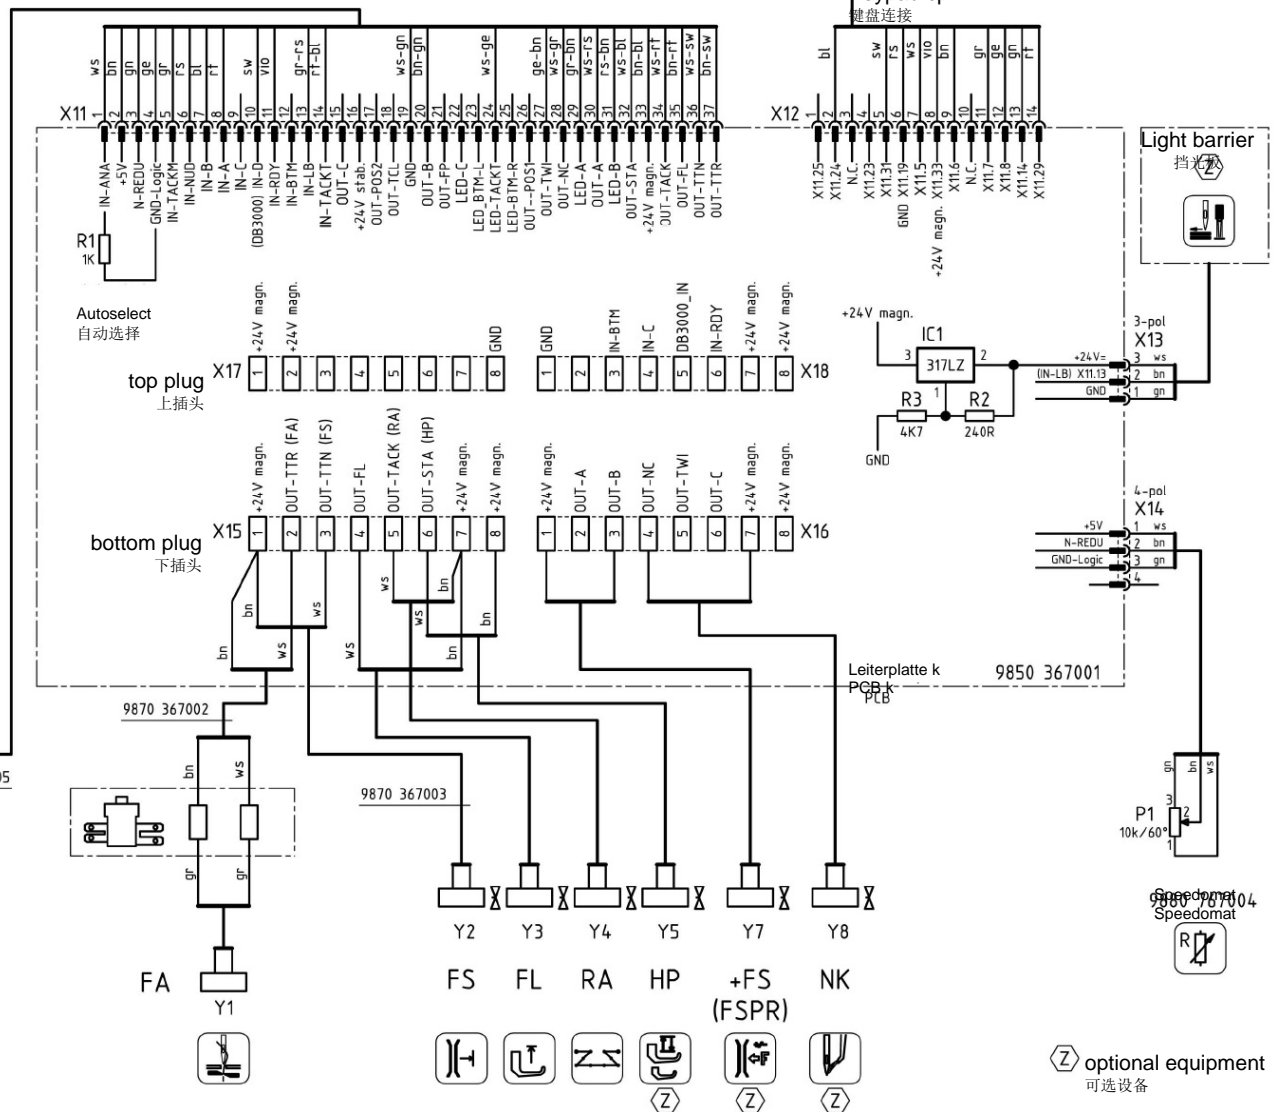 键盘连接
ws
bn
gn
ge
gr
rs
bl
rt
sw
vio
gr-rs
rt-bl
ws-gn
bn-gn
ws-ge
ge-bn
ws-gr
gr-bn
ws-rs
rs-bn
ws-bl
bn-bl
ws-rt
bn-rt
ws-sw
bn-sw
bl
sw
rs
ws
vio
bn
gr
ge
gn
rt
X11
1
2
3
4
5
6
7
8
9
10
11
12
13
14
15
16
17
18
19
20
21
22
23
24
25
26
27
28
29
30
31
32
33
34
35
36
37
X12
1
2
3
4
5
6
7
8
9
10
11
12
13
14
IN-ANA
+5V
N-REDU
GND-Logic
IN-TACKM
IN-NUD
IN-B
IN-A
IN-C
(DB3000) IN-D
IN-RDY
IN-BTM
IN-LB
IN-TACKT
OUT-C
+24V stab.
OUT-POS2
OUT-TCL
GND
OUT-B
OUT-FP
LED-C
LED_BTM-L
LED-TACKT
LED-BTM-R
OUT--POS1
OUT-TWI
OUT-NC
LED-A
OUT-A
LED-B
OUT-STA
+24V magn.
OUT-TACK
OUT-FL
OUT-TTN
OUT-TTR
X11.25
X11.24
N.C.
X11.23
X11.31
GND X11.19
X11.5
+24V magn. X11.33
X11.6
N.C.
X11.7
X11.8
X11.14
X11.29
Light barrier
挡光板
Z
R1
1K
Autoselect
自动选择
+24V magn.
+24V magn.
GND
GND
IN-BTM
IN-C
DB3000_IN
IN-RDY
+24V magn.
+24V magn.
X17
1
2
3
4
5
6
7
8
1
2
3
4
5
6
7
8
X18
top plug
上插头
+24V magn.
IC1
3
317LZ
2
1
R3
4K7
R2
240R
GND
3-pol
X13
+24V=
3
ws
(IN-LB) X11.13
2
bn
GND
1
gn
+24V magn.
OUT-TTR (FA)
OUT-TTN (FS)
OUT-FL
OUT-TACK (RA)
OUT-STA (HP)
+24V magn.
+24V magn.
+24V magn.
OUT-A
OUT-B
OUT-NC
OUT-TWI
OUT-C
+24V magn.
+24V magn.
X15
1
2
3
4
5
6
7
8
1
2
3
4
5
6
7
8
X16
bottom plug
下插头
4-pol
X14
+5V
1
ws
N-REDU
2
bn
GND-Logic
3
gn
4
bn
bn
ws
ws
ws
ws
ws
bn
bn
bn
Leiterplatte k
PCB k
PCB
9850 367001
9870 367002
05
9870 367003
bn
ws
gr
gr
gn
bn
ws
P1
10k/60°
3
2
1
Speedomat
9880 767004
Speedomat
R
Y1
Y2
Y3
Y4
Y5
Y7
Y8
FA
FS
FL
RA
HP
+FS
(FSPR)
NK
F
Z
Z
Z
Z optional equipment
可选设备